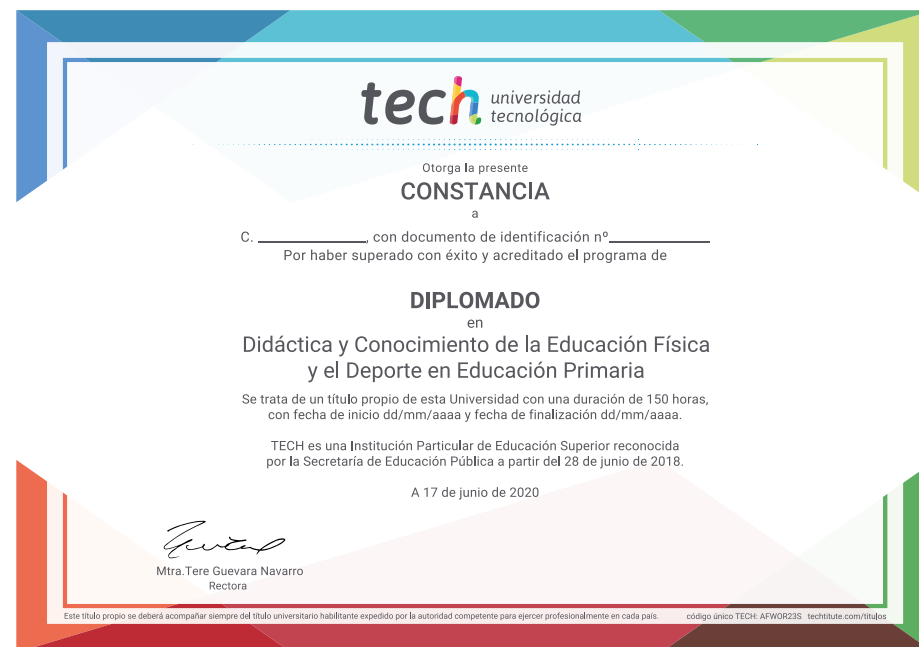 tech universidad
tecnológica
Otorga la presente
CONSTANCIA
a
C. ____________, con documento de identificación nº____________
Por haber superado con éxito y acreditado el programa de
DIPLOMADO
en
Didáctica y Conocimiento de la Educación Física
y el Deporte en Educación Primaria
Se trata de un título propio de esta Universidad con una duración de 150 horas,
con fecha de inicio dd/mm/aaaa y fecha de finalización dd/mm/aaaa.
TECH es una Institución Particular de Educación Superior reconocida
por la Secretaría de Educación Pública a partir del 28 de junio de 2018.
A 17 de junio de 2020
Mtra.Tere Guevara Navarro
Rectora
Este título propio se deberá acompañar siempre del título universitario habilitante expedido por la autoridad competente para ejercer profesionalmente en cada país. código único TECH: AFWOR23S techtitute.com/titulos